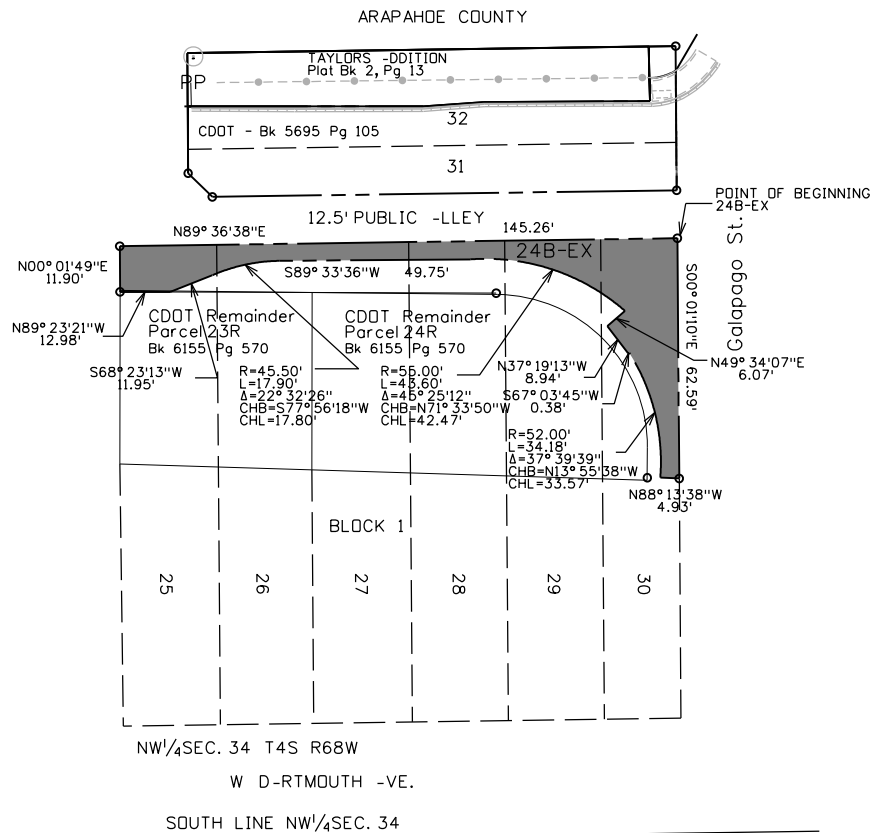 ARAPAHOE COUNTY
TAYLORS -DDITION
Plat Bk 2, Pg 13
PP
32
CDOT - Bk 5695 Pg 105
31
POINT OF BEGINNING
24B-EX
12.5' PUBLIC -LLEY
N89° 36'38"E
145.26'
24B-EX
Galapago St.
N00° 01'49"E
11.90'
S89° 33'36"W 49.75'
S00° 01'10"E 62.59'
N89° 23'21"W
12.98'
CDOT Remainder
Parcel 23R
Bk 6155 Pg 570
CDOT Remainder
Parcel 24R
Bk 6155 Pg 570
S68° 23'13"W
11.95'
R=45.50'
L=17.90'
Δ=22° 32'26"
CHB=S77° 56'18"W
CHL=17.80'
R=55.00'
L=43.60'
Δ=45° 25'12"
CHB=N71° 33'50"W
CHL=42.47'
N37° 19'13"W
8.94'
S67° 03'45"W
0.38'
N49° 34'07"E
6.07'
R=52.00'
L=34.18'
Δ=37° 39'39"
CHB=N13° 55'38"W
CHL=33.57'
N88° 13'38"W
4.93'
BLOCK 1
25
26
27
28
29
30
NW1/4SEC. 34 T4S R68W
W D-RTMOUTH -VE.
SOUTH LINE NW1/4SEC. 34